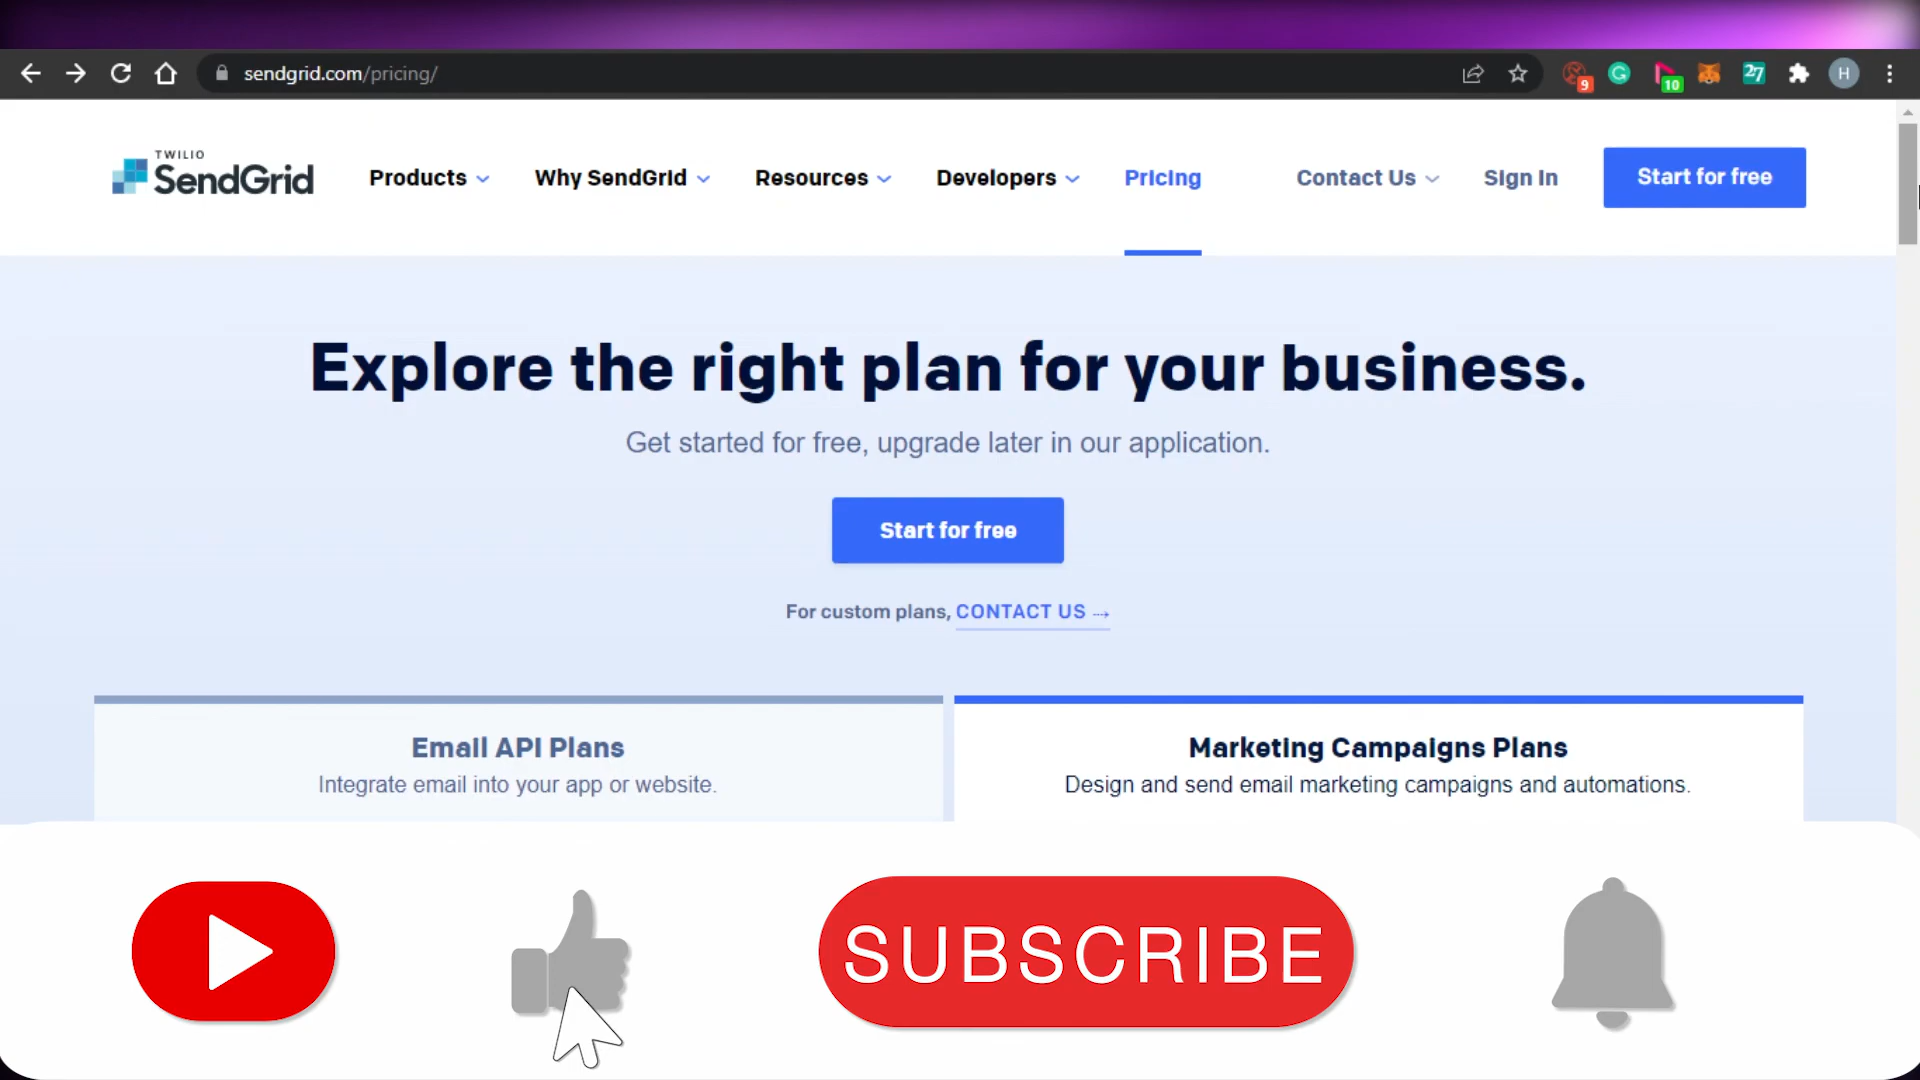 sendgrid.com/pricing/
9
10
27
H
TWILIO
SendGrid
Products
Why SendGrid
Resources
Developers
Pricing
Contact Us
Sign In
Start for free
Explore the right plan for your business.
Get started for free, upgrade later in our application.
Start for free
For custom plans, CONTACT US →
Email API Plans
Integrate email into your app or website.
Marketing Campaigns Plans
Design and send email marketing campaigns and automations.
SUBSCRIBE